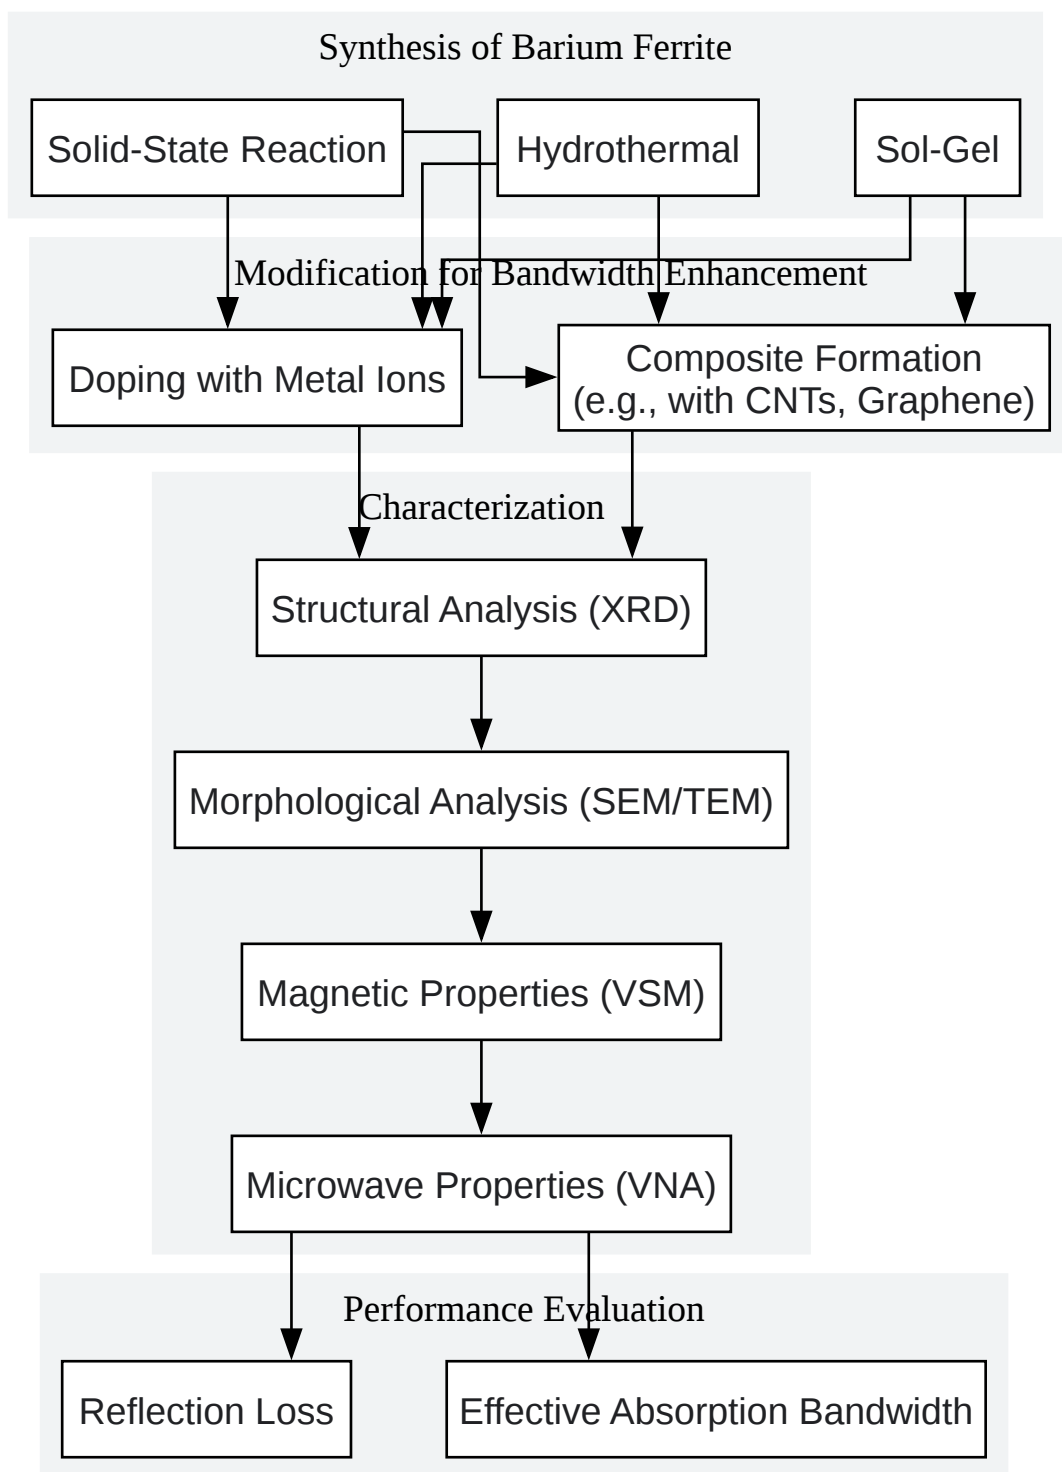 Synthesis of Barium Ferrite
Solid-State Reaction
Hydrothermal
Sol-Gel
Modification for Bandwidth Enhancement
Doping with Metal Ions
Composite Formation
(e.g., with CNTs, Graphene)
Characterization
Structural Analysis (XRD)
Morphological Analysis (SEM/TEM)
Magnetic Properties (VSM)
Microwave Properties (VNA)
Performance Evaluation
Reflection Loss
Effective Absorption Bandwidth